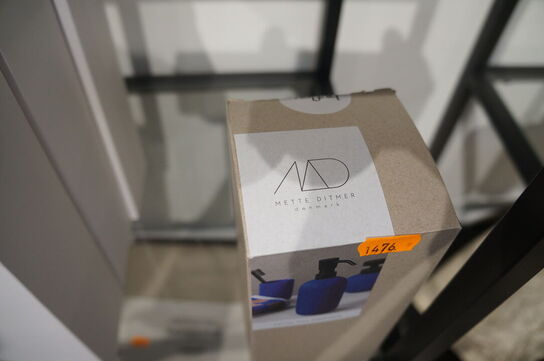 MD
METTE DITMER
denmark
1476